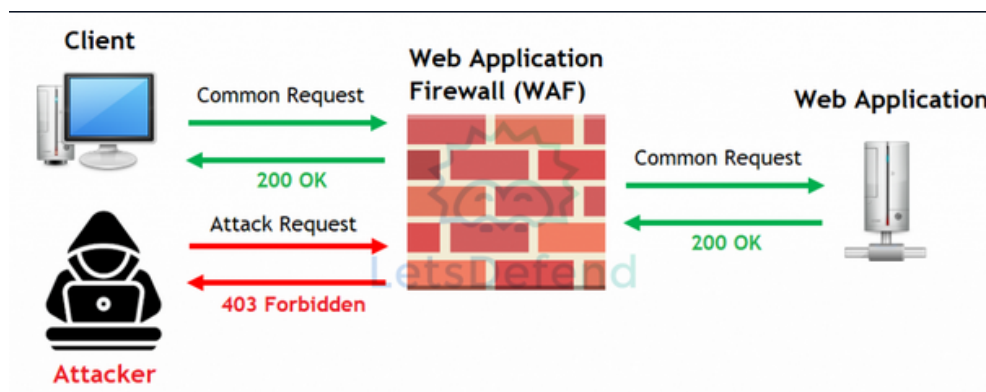 Client
Web Application
Firewall (WAF)
Web Application
Common Request
200 OK
Common Request
200 OK
Attack Request
403 Forbidden
LetsDefend
Attacker